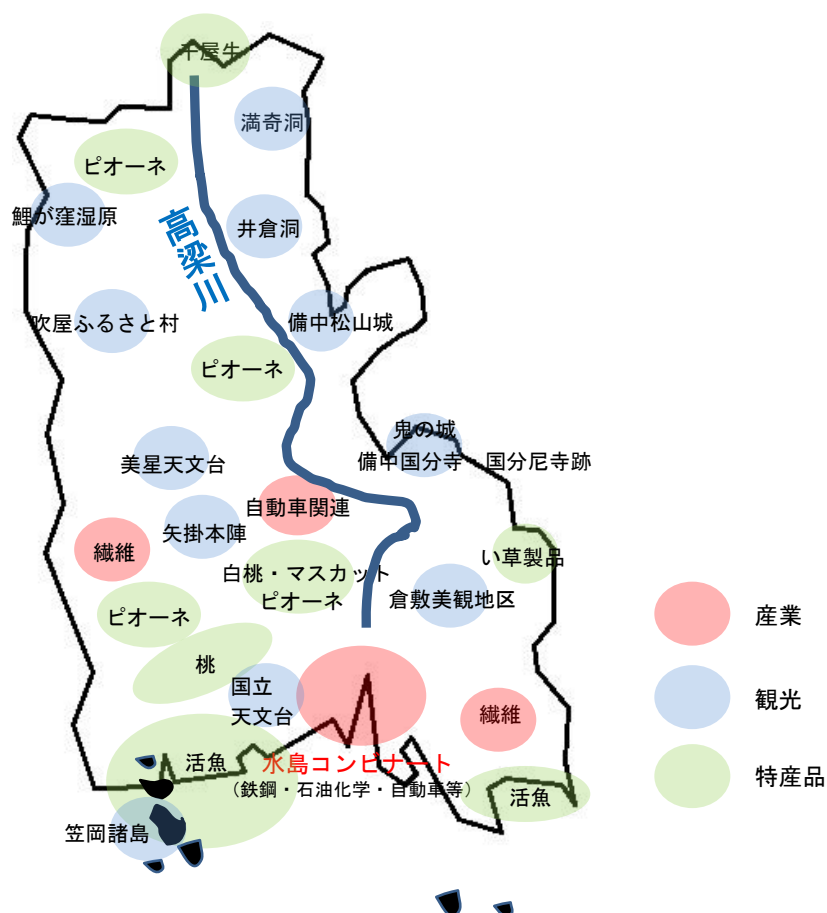 千屋牛
満奇洞
ピオーネ
鯉が窪湿原
井倉洞
高梁川
吹屋ふるさと村
備中松山城
ピオーネ
鬼の城
備中国分寺・国分尼寺跡
美星天文台
自動車関連
矢掛本陣
繊維
い草製品
白桃・マスカット
ピオーネ
倉敷美観地区
ピオーネ
産業
桃
国立
天文台
観光
繊維
活魚
水島コンビナート
(鉄鋼・石油化学・自動車等)
特産品
活魚
笠岡諸島